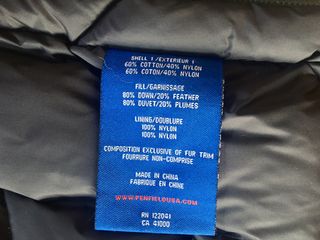 SHELL 1/EXTERIEUR 1
60% COTTON/40% NYLON
60% COTON/40% NYLON
FILL/GARNISSAGE
80% DOWN/20% FEATHER
80% DUVET/20% PLUMES
LINING/DOUBLURE
100% NYLON
100% NYLON
COMPOSITION EXCLUSIVE OF FUR TRIM
FOURRURE NON-COMPRISE
MADE IN CHINA
FABRIQUE EN CHINE
WWW.PENFIELDUSA.COM
RN 122041
CA 41000